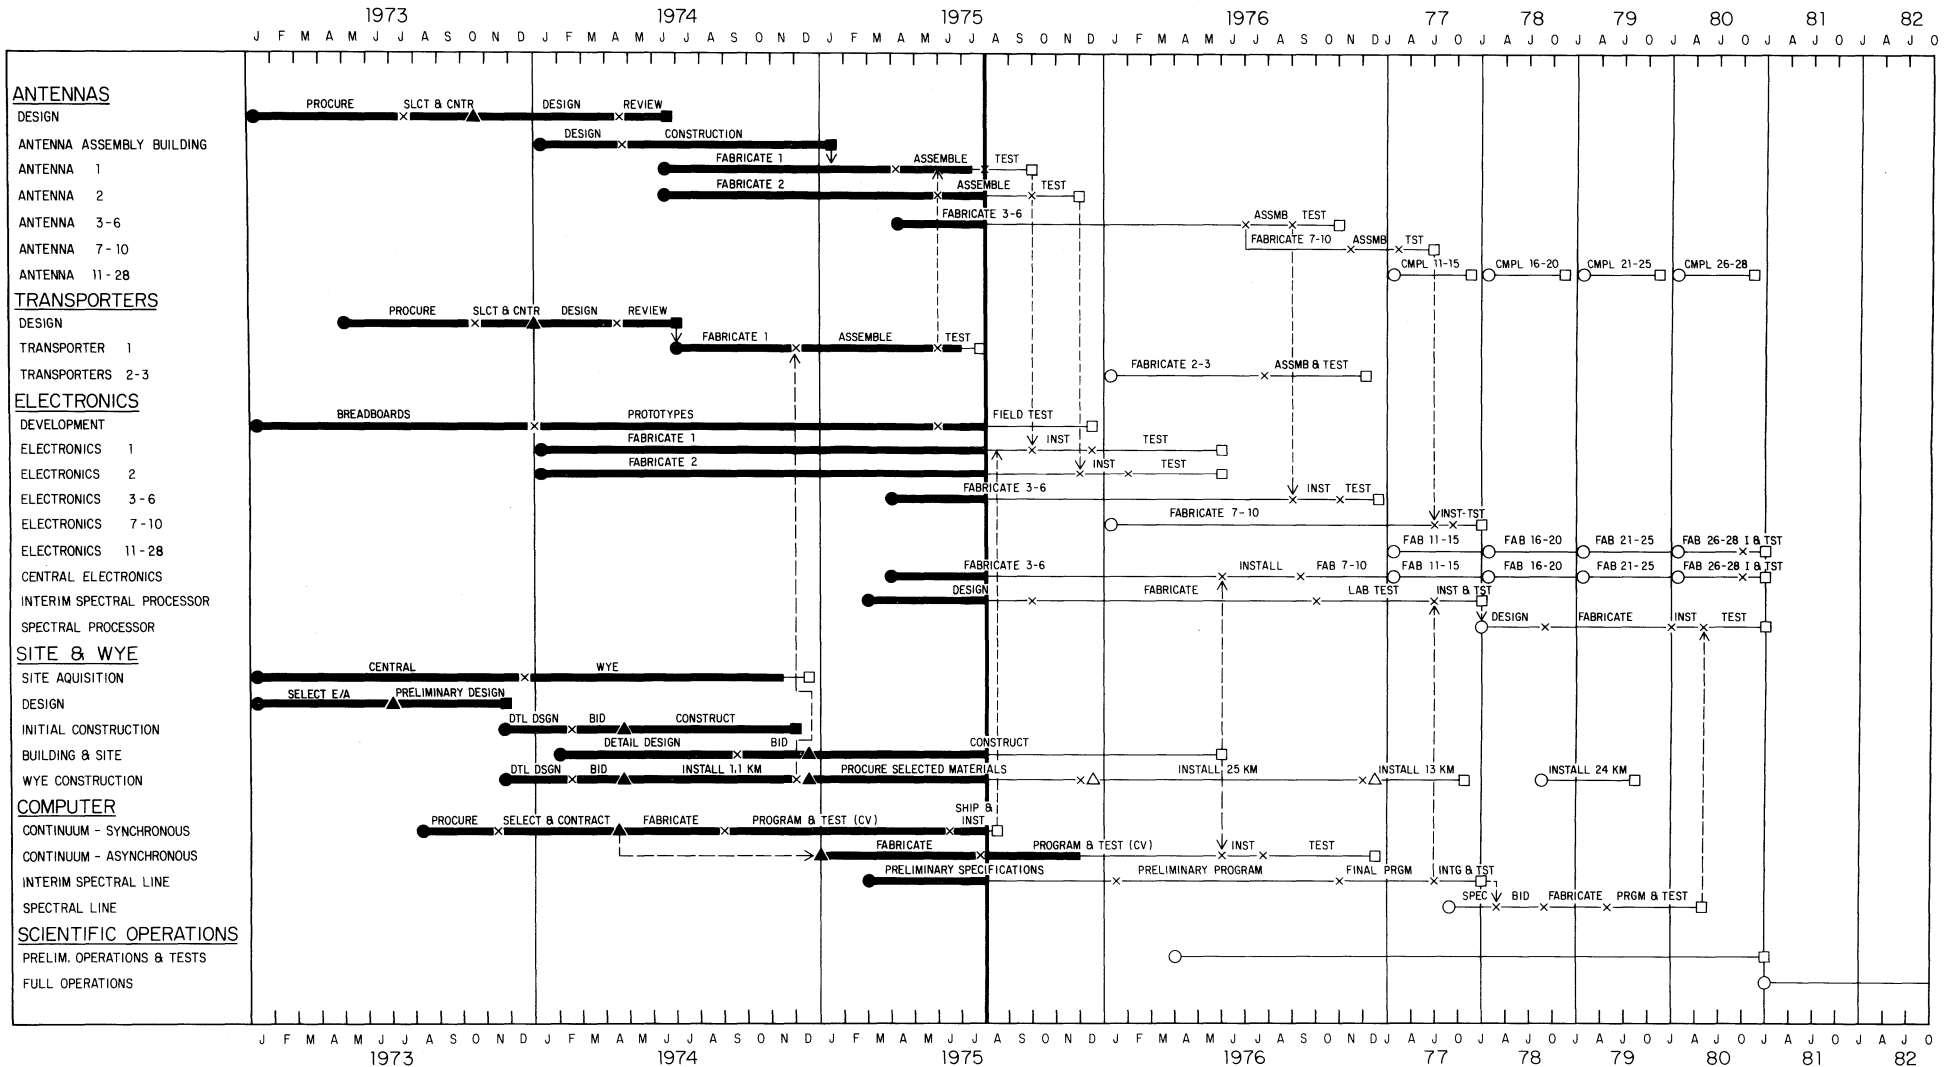 1973 1974 1975 1976 77 78 79 80 81 82
J F M A M J J A S O N D J F M A M J J A S O N D J F M A M J J A S O N D J F M A M J J A S O N D J A J O J A J O J A J O J A J O J A J O J A J O
ANTENNAS
PROCURE SLCT & CNTR DESIGN REVIEW
DESIGN
DESIGN CONSTRUCTION
ANTENNA ASSEMBLY BUILDING
FABRICATE 1 ASSEMBLE TEST
ANTENNA 1
FABRICATE 2 ASSEMBLE TEST
ANTENNA 2
FABRICATE 3-6 ASSMB TEST
ANTENNA 3-6
FABRICATE 7-10 ASSMB TST
ANTENNA 7-10
CMPL 11-15 CMPL 16-20 CMPL 21-25 CMPL 26-28
ANTENNA 11-28
TRANSPORTERS
PROCURE SLCT & CNTR DESIGN REVIEW
DESIGN
FABRICATE 1 ASSEMBLE TEST
TRANSPORTER 1
FABRICATE 2-3 ASSMB & TEST
TRANSPORTERS 2-3
ELECTRONICS
BREADBOARDS PROTOTYPES FIELD TEST
DEVELOPMENT
FABRICATE 1 INST TEST
ELECTRONICS 1
FABRICATE 2 INST TEST
ELECTRONICS 2
FABRICATE 3-6 INST TEST
ELECTRONICS 3-6
FABRICATE 7-10 INST-TST
ELECTRONICS 7-10
FAB 11-15 FAB 16-20 FAB 21-25 FAB 26-28 I & TST
ELECTRONICS 11-28
FABRICATE 3-6 INSTALL FAB 7-10 FAB 11-15 FAB 16-20 FAB 21-25 FAB 26-28 I & TST
CENTRAL ELECTRONICS
DESIGN FABRICATE LAB TEST INST & TST
INTERIM SPECTRAL PROCESSOR
DESIGN FABRICATE INST TEST
SPECTRAL PROCESSOR
SITE & WYE
CENTRAL WYE
SITE AQUISITION
SELECT E/A PRELIMINARY DESIGN
DESIGN
DTL DSGN BID CONSTRUCT
INITIAL CONSTRUCTION
DETAIL DESIGN BID CONSTRUCT
BUILDING & SITE
DTL DSGN BID INSTALL 1.1 KM PROCURE SELECTED MATERIALS INSTALL 25 KM INSTALL 13 KM INSTALL 24 KM
WYE CONSTRUCTION
COMPUTER
PROCURE SELECT & CONTRACT FABRICATE PROGRAM & TEST (CV) SHIP & INST
CONTINUUM - SYNCHRONOUS
FABRICATE PROGRAM & TEST (CV) INST TEST
CONTINUUM - ASYNCHRONOUS
PRELIMINARY SPECIFICATIONS PRELIMINARY PROGRAM FINAL PRGM INTG & TST
INTERIM SPECTRAL LINE
SPEC BID FABRICATE PRGM & TEST
SPECTRAL LINE
SCIENTIFIC OPERATIONS
PRELIM. OPERATIONS & TESTS
FULL OPERATIONS
J F M A M J J A S O N D J F M A M J J A S O N D J F M A M J J A S O N D J F M A M J J A S O N D J A J O J A J O J A J O J A J O J A J O J A J O
1973 1974 1975 1976 77 78 79 80 81 82